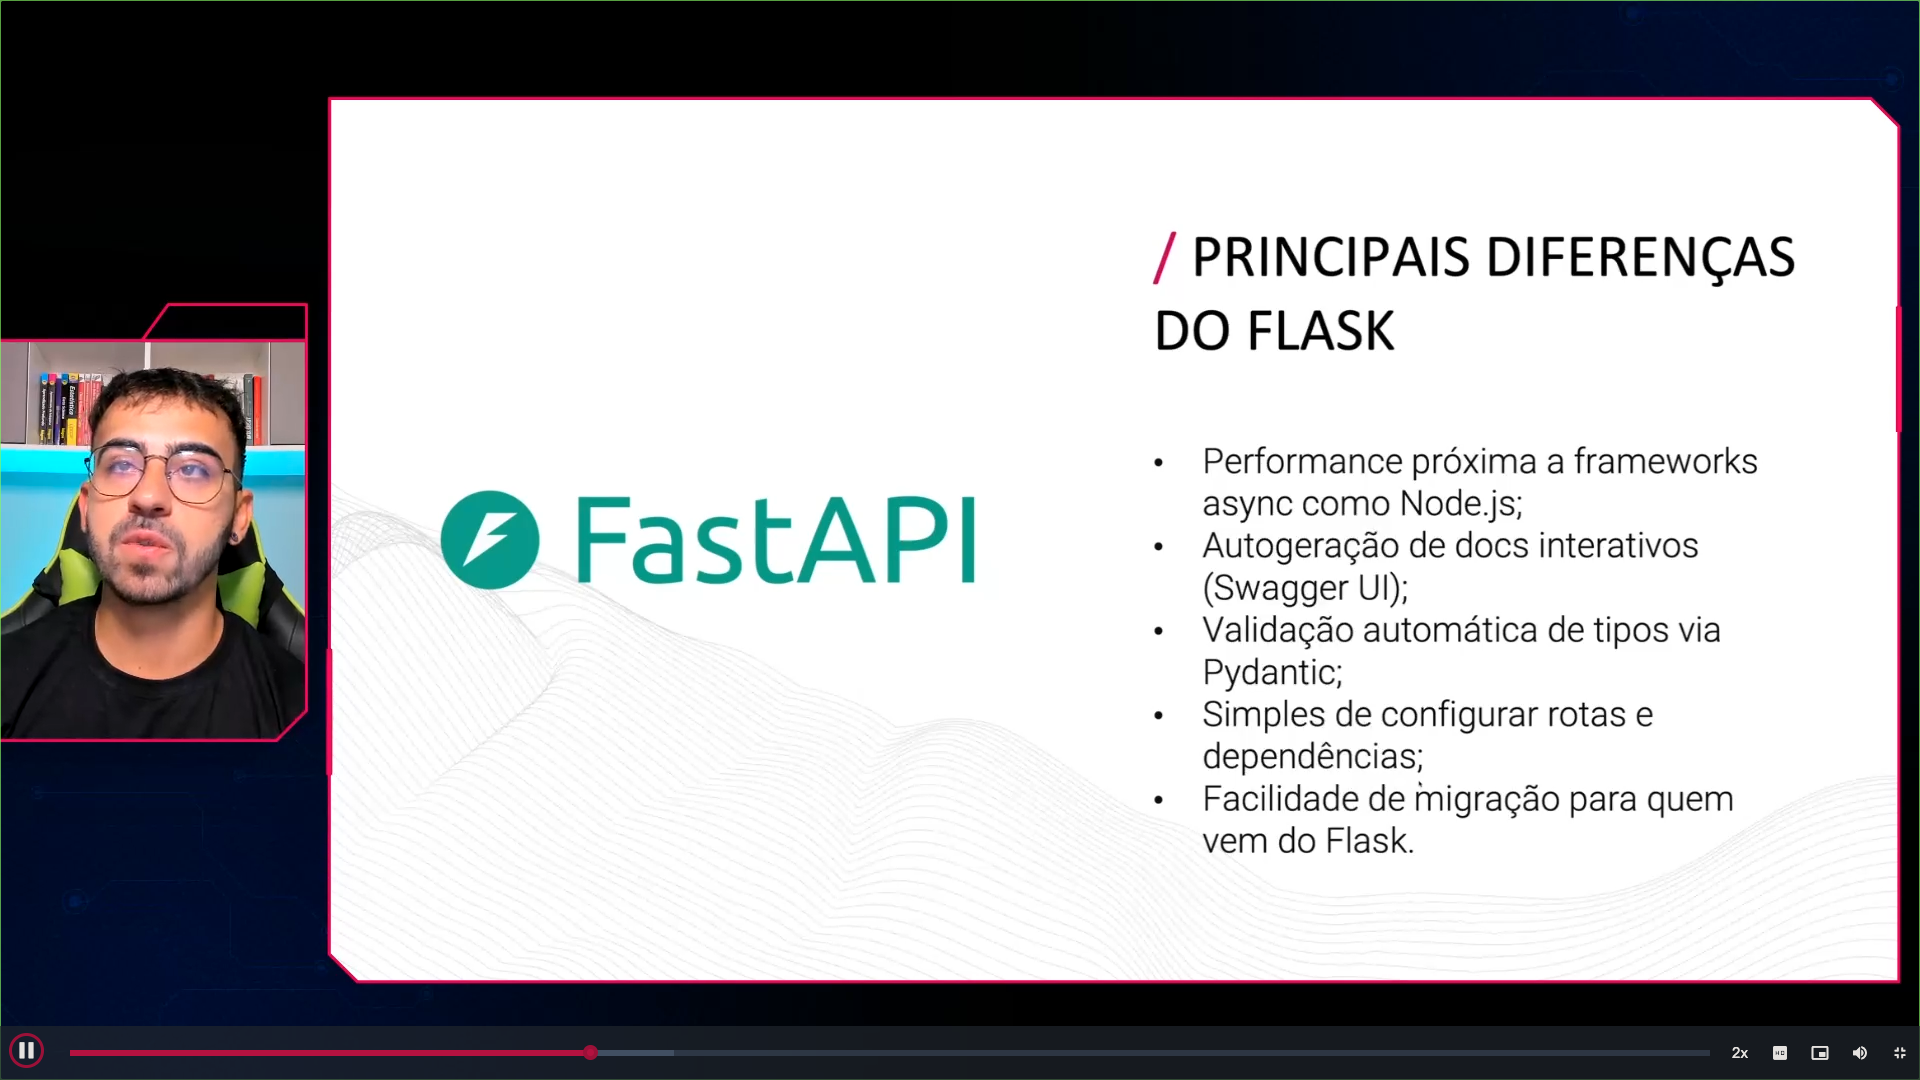 / PRINCIPAIS DIFERENÇAS
DO FLASK
FastAPI
• Performance próxima a frameworks
async como Node.js;
• Autogeração de docs interativos
(Swagger UI);
• Validação automática de tipos via
Pydantic;
• Simples de configurar rotas e
dependências;
• Facilidade de migração para quem
vem do Flask.
2x
HD